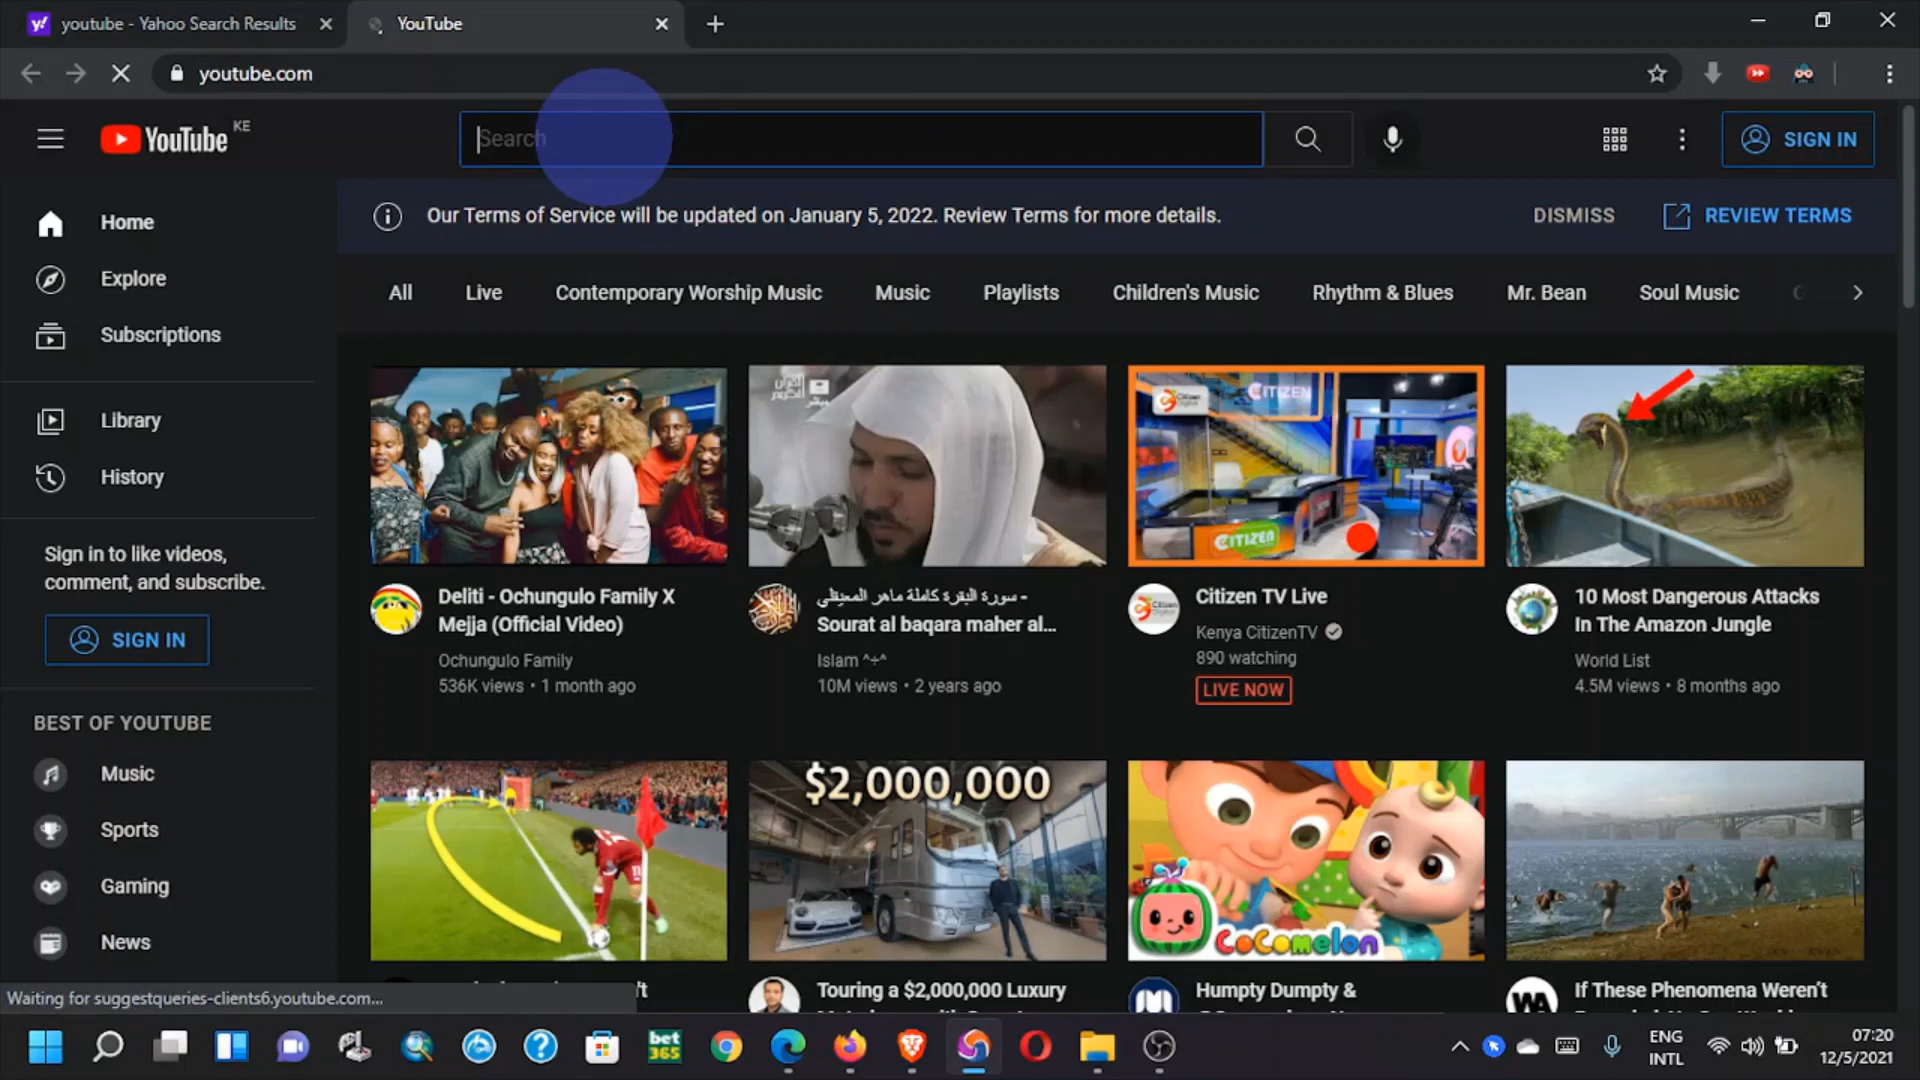 youtube - Yahoo Search Results
YouTube
youtube.com
YouTube KE
Search
SIGN IN
Our Terms of Service will be updated on January 5, 2022. Review Terms for more details.
DISMISS
REVIEW TERMS
Home
Explore
Subscriptions
Library
History
Sign in to like videos,
comment, and subscribe.
SIGN IN
BEST OF YOUTUBE
Music
Sports
Gaming
News
All
Live
Contemporary Worship Music
Music
Playlists
Children's Music
Rhythm & Blues
Mr. Bean
Soul Music
CITIZEN
CITIZEN
Deliti - Ochungulo Family X
Mejja (Official Video)
Ochungulo Family
536K views • 1 month ago
سورة البقرة كاملة ماهر المعيقلي -
Sourat al baqara maher al...
Islam ^÷^
10M views • 2 years ago
Citizen TV Live
Kenya CitizenTV
890 watching
LIVE NOW
10 Most Dangerous Attacks
In The Amazon Jungle
World List
4.5M views • 8 months ago
$2,000,000
CoComelon
Touring a $2,000,000 Luxury
Humpty Dumpty &
If These Phenomena Weren't
Waiting for suggestqueries-clients6.youtube.com...
bet
365
ENG
INTL
07:20
12/5/2021